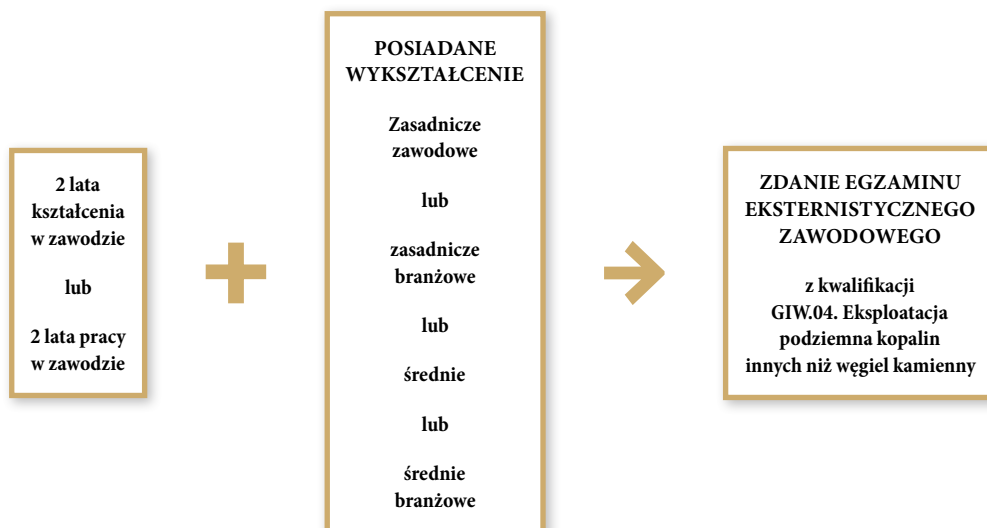 2 lata
kształcenia
w zawodzie
lub
2 lata pracy
w zawodzie
POSIADANE
WYKSZTAŁCENIE
Zasadnicze
zawodowe
lub
zasadnicze
branżowe
lub
średnie
lub
średnie
branżowe
ZDANIE EGZAMINU
EKSTERNISTYCZNEGO
ZAWODOWEGO
z kwalifikacji
GIW.04. Eksploatacja
podziemna kopalin
innych niż węgiel kamienny